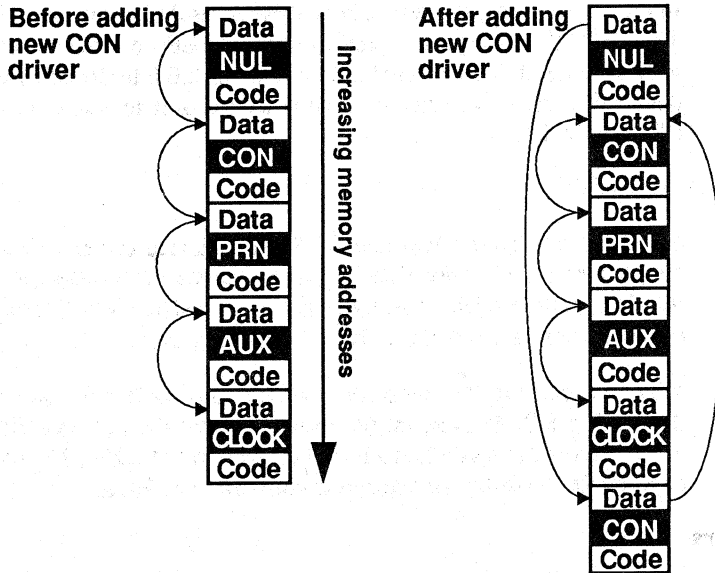 Before adding
new CON
driver
Data
NUL
Code
Data
CON
Code
Data
PRN
Code
Data
AUX
Code
Data
CLOCK
Code
Increasing memory addresses
After adding
new CON
driver
Data
NUL
Code
Data
CON
Code
Data
PRN
Code
Data
AUX
Code
Data
CLOCK
Code
Data
CON
Code